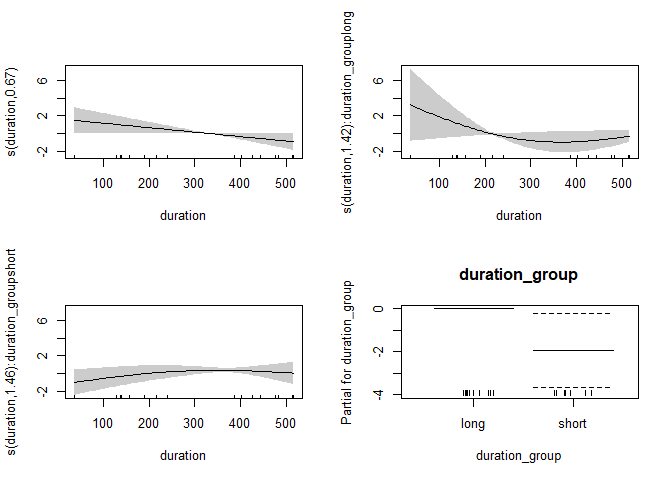 s(duration,0.67)
6
2
-2
100 200 300 400 500
duration
s(duration,1.42):duration_grouplong
6
2
-2
100 200 300 400 500
duration
s(duration,1.46):duration_groupshort
6
2
-2
100 200 300 400 500
duration
duration_group
Partial for duration_group
0
-2
-4
long short
duration_group